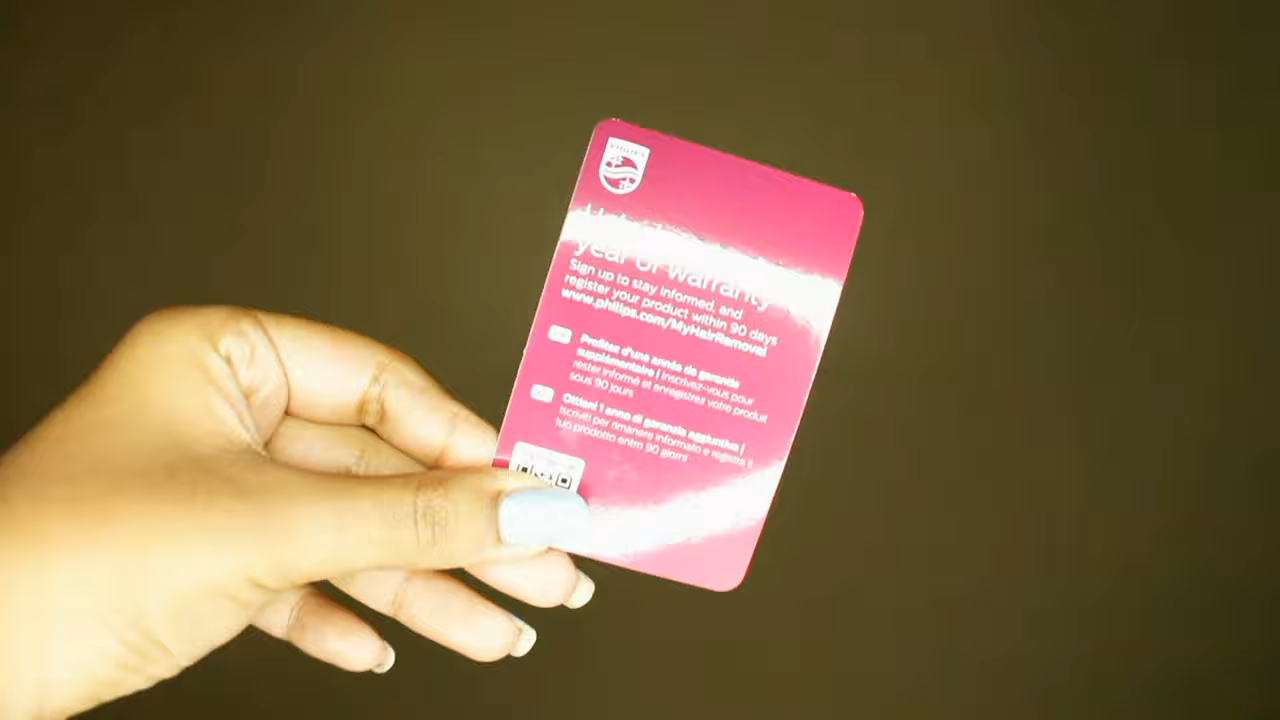 PHILIPS
year of warranty
Sign up to stay informed, and
register your product within 90 days
www.philips.com/MyHairRemoval
Profitez d'une année de garantie
supplémentaire | Inscrivez-vous pour
rester informé et enregistrez votre produit
sous 90 jours
Ottieni 1 anno di garanzia aggiuntiva |
Iscriviti per rimanere informato e registra il
tuo prodotto entro 90 giorni